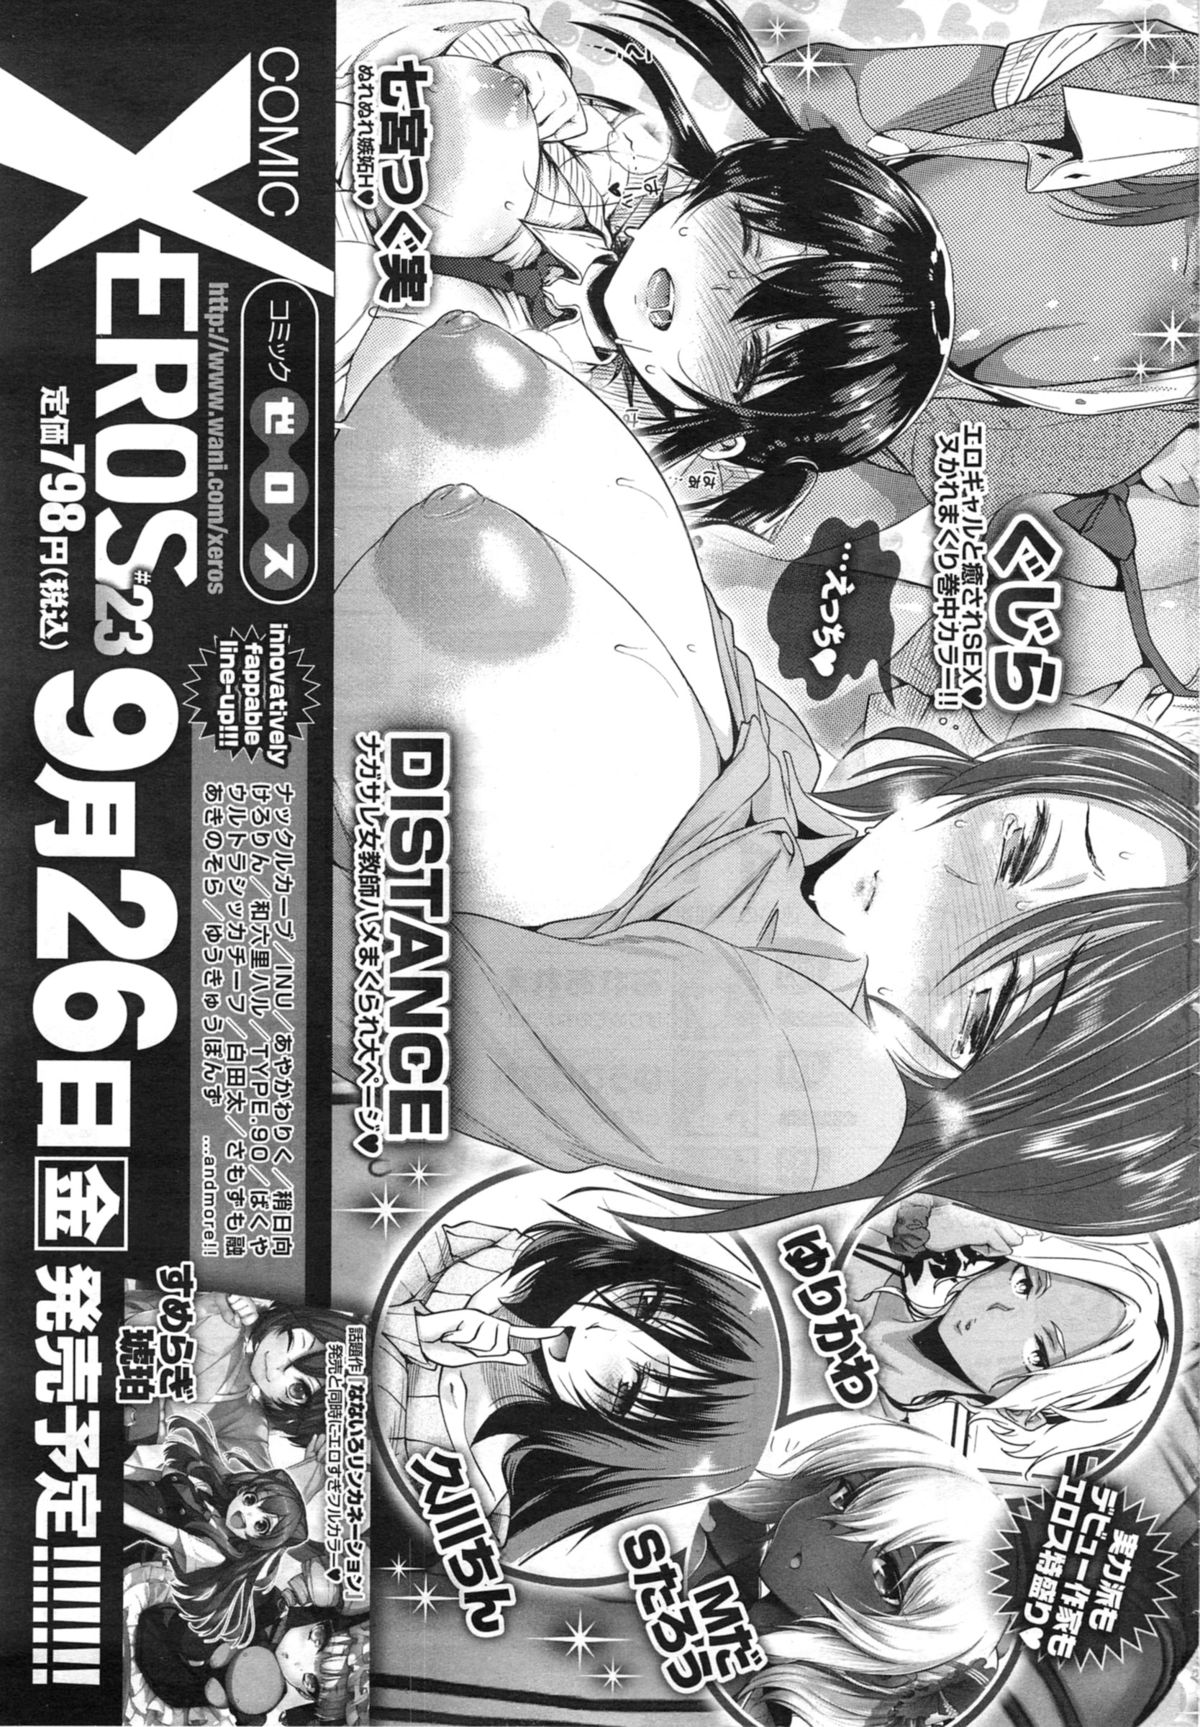 COMIC
XEROS
#23
コミック ゼロス
http://www.wani.com/xeros
定価798円(税込)
9月26日金発売予定!!!!!!!!
innovatively
fappable
line-up!!!
ナックルカーブ/INU/あやかわりく/稍日向
けろりん/和六里ハル/TYPE.90/ばくや
ウルトラシッカチーフ/白田太/さもずも融
あきのそら/ゆうきゅうぽんず …andmore!!
すめらぎ
琥珀
話題作『なないろリンカネーション』
発売と同時にエロすぎフルカラー♥
七宮つぐ実
ぬれぬれ嫉妬H♥
ぐじら
エロギャルと癒されSEX♥
ヌかれまくり巻中カラー!!
…えっち♥
はーッ
なぁ
DISTANCE
ナガサレ女教師ハメまくられ大ページ♥
ゆりかわ
久川ちん
Mだ
Sたろう
実力派も
デビュー作家も
エロス特盛り♥